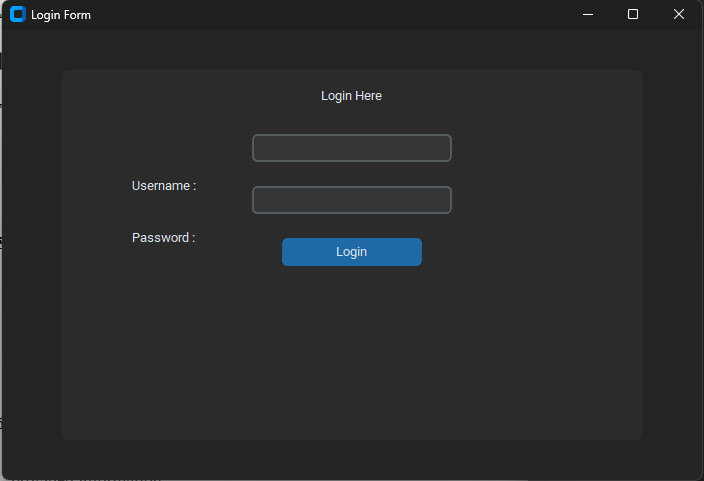 Login Form
Login Here
Username :
Password :
Login